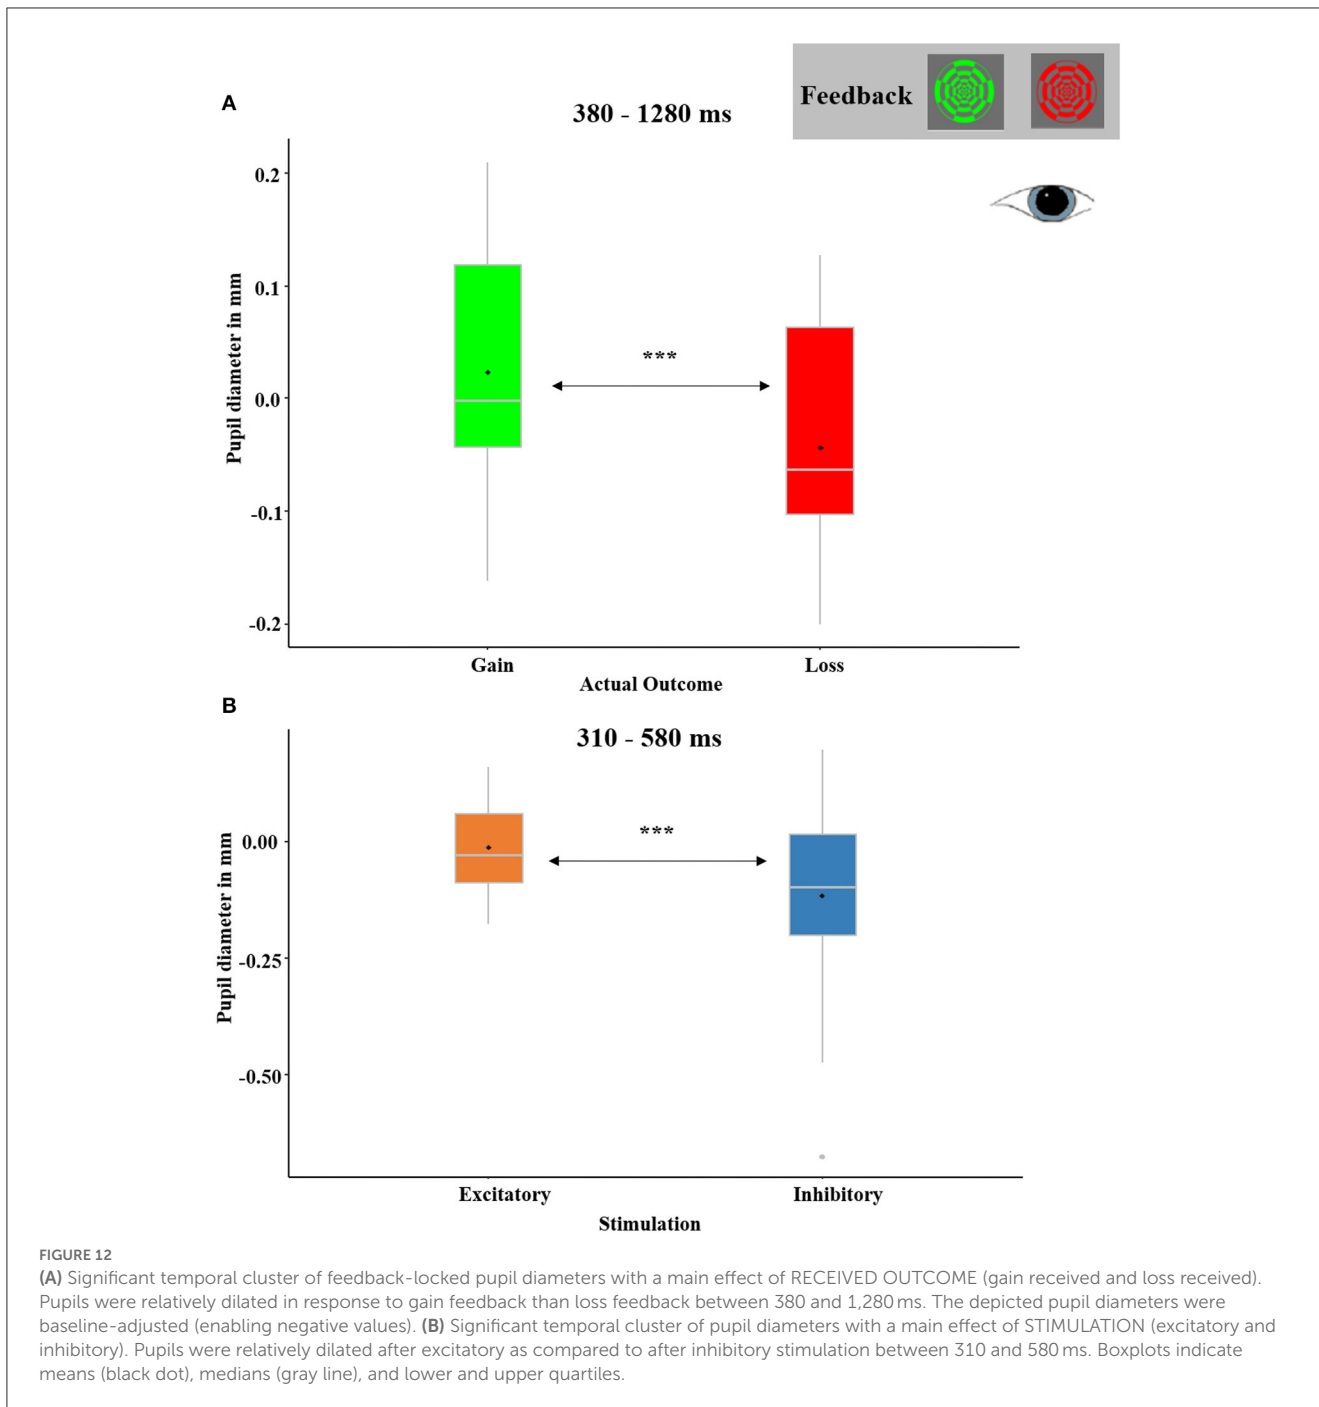 Feedback
A
380 - 1280 ms
0.2
0.1
0.0
-0.1
-0.2
Pupil diameter in mm
***
Gain
Loss
Actual Outcome
B
310 - 580 ms
0.00
-0.25
-0.50
Pupil diameter in mm
***
Excitatory
Inhibitory
Stimulation
FIGURE 12
(A) Significant temporal cluster of feedback-locked pupil diameters with a main effect of RECEIVED OUTCOME (gain received and loss received).
Pupils were relatively dilated in response to gain feedback than loss feedback between 380 and 1,280 ms. The depicted pupil diameters were
baseline-adjusted (enabling negative values). (B) Significant temporal cluster of pupil diameters with a main effect of STIMULATION (excitatory and
inhibitory). Pupils were relatively dilated after excitatory as compared to after inhibitory stimulation between 310 and 580 ms. Boxplots indicate
means (black dot), medians (gray line), and lower and upper quartiles.